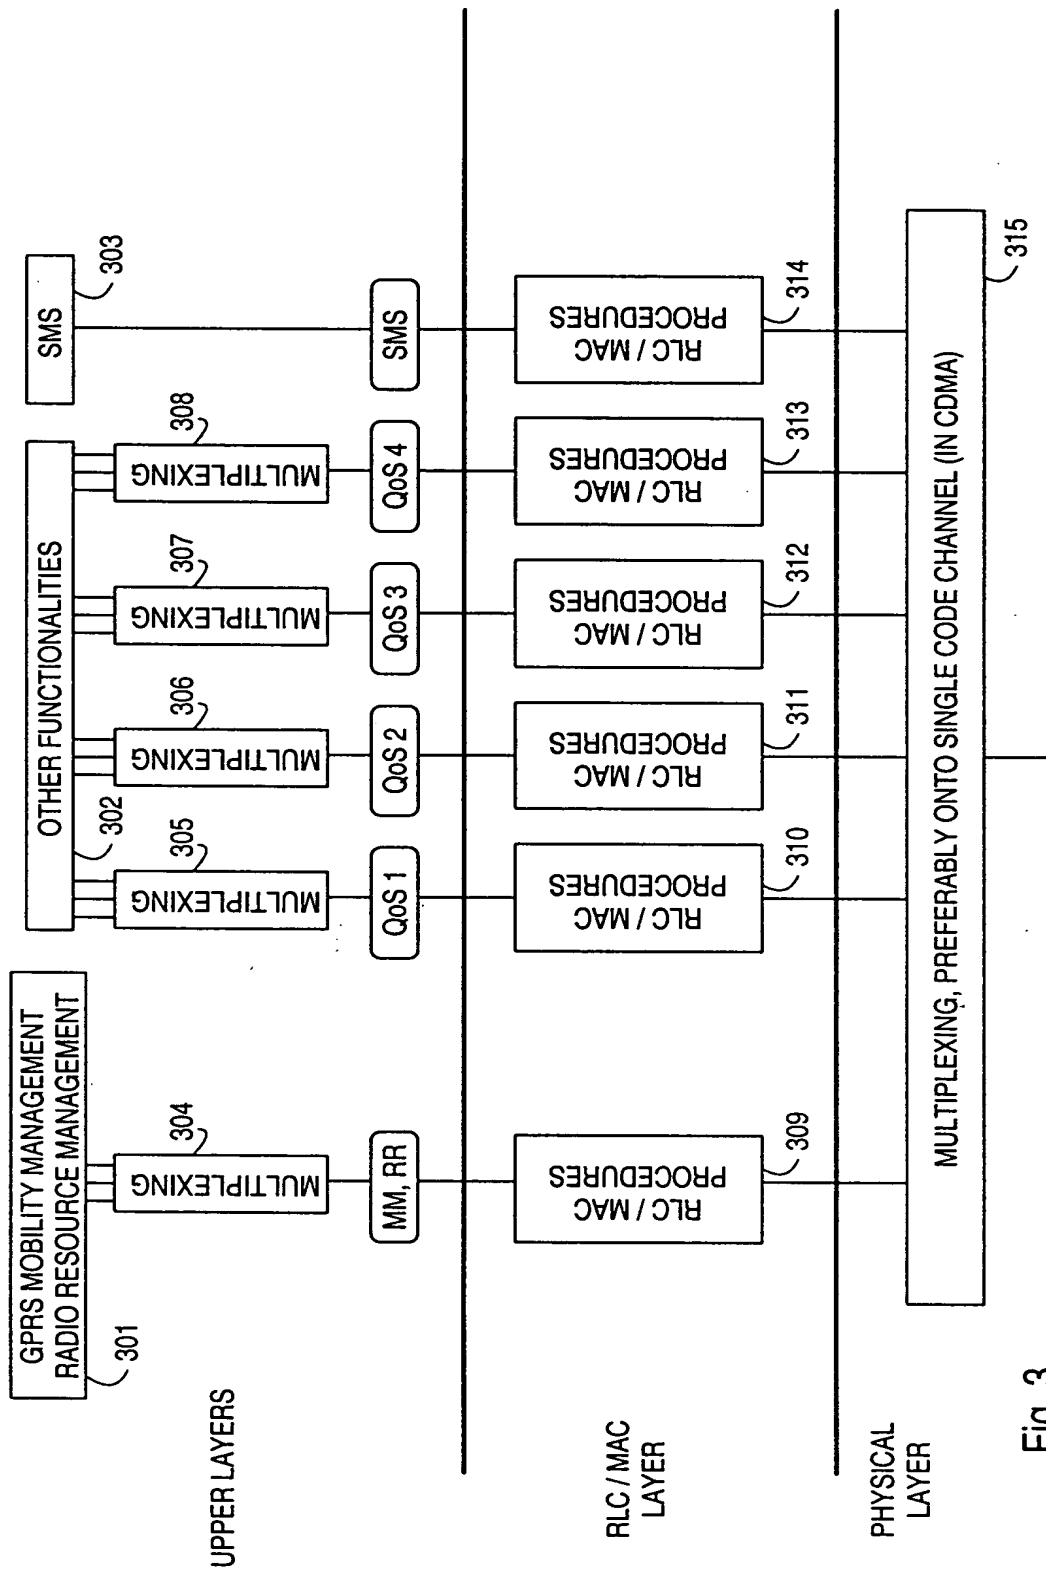 GPRS MOBILITY MANAGEMENT
RADIO RESOURCE MANAGEMENT
301
OTHER FUNCTIONALITIES
302
SMS
303
UPPER LAYERS
MULTIPLEXING
304
MULTIPLEXING
305
MULTIPLEXING
306
MULTIPLEXING
307
MULTIPLEXING
308
MM, RR
QoS 1
QoS 2
QoS 3
QoS 4
SMS
RLC / MAC
LAYER
RLC / MAC
PROCEDURES
309
RLC / MAC
PROCEDURES
310
RLC / MAC
PROCEDURES
311
RLC / MAC
PROCEDURES
312
RLC / MAC
PROCEDURES
313
RLC / MAC
PROCEDURES
314
PHYSICAL
LAYER
MULTIPLEXING, PREFERABLY ONTO SINGLE CODE CHANNEL (IN CDMA)
315
Fig. 3